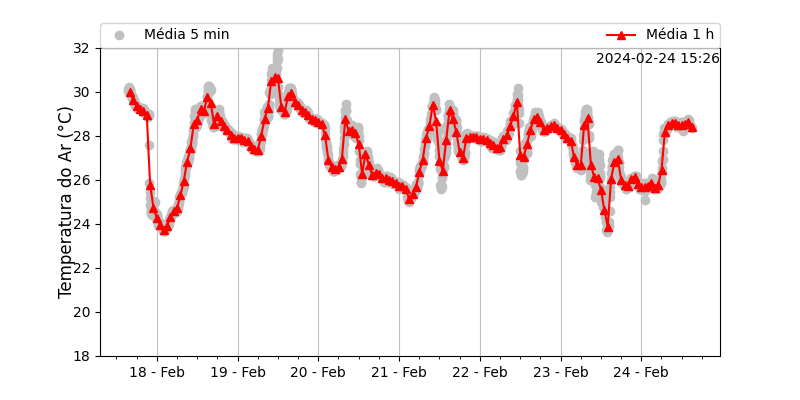 Média 5 min
Média 1 h
2024-02-24 15:26
Temperatura do Ar (°C)
32
30
28
26
24
22
20
18
18 - Feb
19 - Feb
20 - Feb
21 - Feb
22 - Feb
23 - Feb
24 - Feb